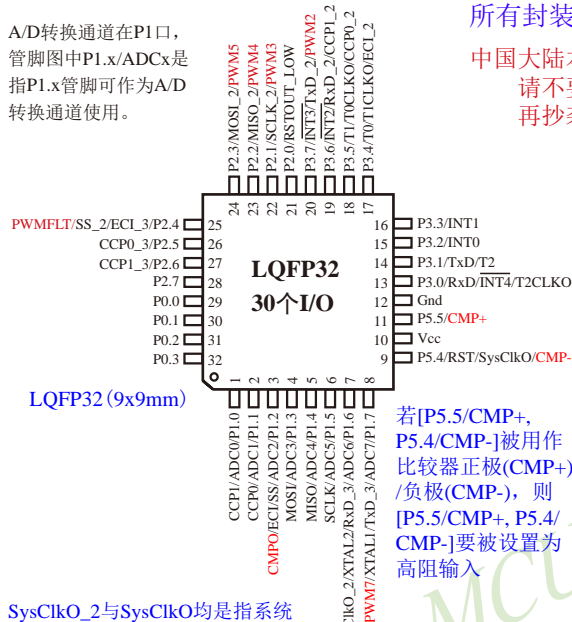 A/D转换通道在P1口，
管脚图中P1.x/ADCx是
指P1.x管脚可作为A/D
转换通道使用。
所有封装
中国大陆
请不要
再抄
P2.3/MOSI_2/PWM5
P2.2/MISO_2/PWM4
P2.1/SCLK_2/PWM3
P2.0/RSTOUT_LOW
P3.7/INT3/TxD_2/PWM2
P3.6/INT2/RxD_2/CCP1_2
P3.5/T1/T0CLKO/CCP0_2
P3.4/T0/T1CLKO/ECI_2
24 23 22 21 20 19 18 17
PWMFLT/SS_2/ECI_3/P2.4 25
CCP0_3/P2.5 26
CCP1_3/P2.6 27
P2.7 28
P0.0 29
P0.1 30
P0.2 31
P0.3 32
LQFP32
30个I/O
16 P3.3/INT1
15 P3.2/INT0
14 P3.1/TxD/T2
13 P3.0/RxD/INT4/T2CLKO
12 Gnd
11 P5.5/CMP+
10 Vcc
9 P5.4/RST/SysClkO/CMP-
1 2 3 4 5 6 7 8
CCP1/ADC0/P1.0
CCP0/ADC1/P1.1
CMPO/ECI/SS/ADC2/P1.2
MOSI/ADC3/P1.3
MISO/ADC4/P1.4
SCLK/ADC5/P1.5
lkO_2/XTAL2/RxD_3/ADC6/P1.6
PWM7/XTAL1/TxD_3/ADC7/P1.7
LQFP32(9x9mm)
若[P5.5/CMP+,
P5.4/CMP-]被用作
比较器正极(CMP+)
/负极(CMP-)，则
[P5.5/CMP+, P5.4/
CMP-]要被设置为
高阻输入
MCU
SysClkO_2与SysClkO均是指系统